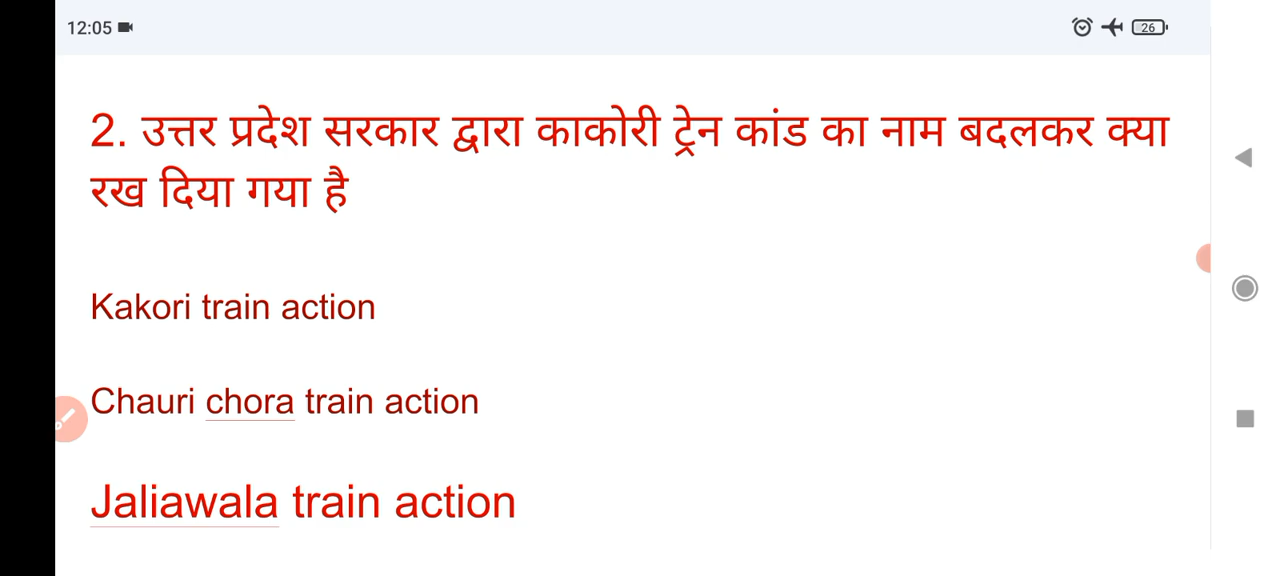 12:05
26
2. उत्तर प्रदेश सरकार द्वारा काकोरी ट्रेन कांड का नाम बदलकर क्या
रख दिया गया है
Kakori train action
Chauri chora train action
Jaliawala train action